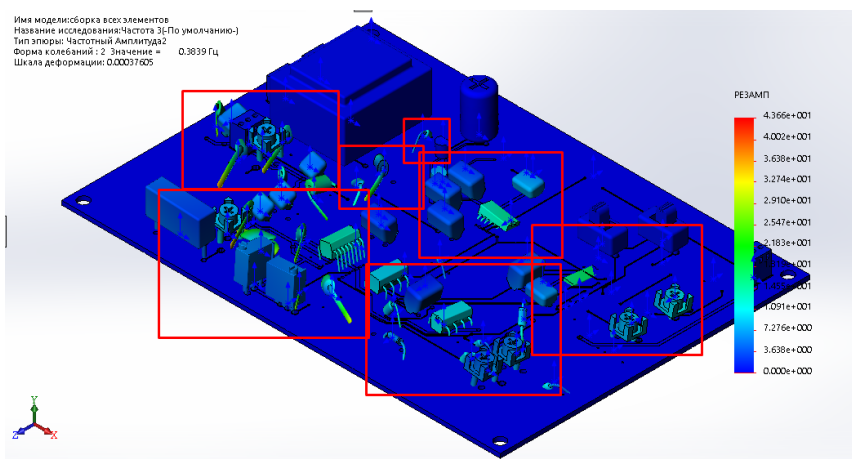 Имя модели:сборка всех элементов
Название исследования:Частота 3(-По умолчанию-)
Тип эпюры: Частотный Амплитуда2
Форма колебаний : 2 Значение = 0.3839 Гц
Шкала деформации: 0.00037605
РЕЗАМП
4.366e+001
4.002e+001
3.638e+001
3.274e+001
2.910e+001
2.547e+001
2.183e+001
1.091e+001
7.276e+000
3.638e+000
0.000e+000
Y
Z
X